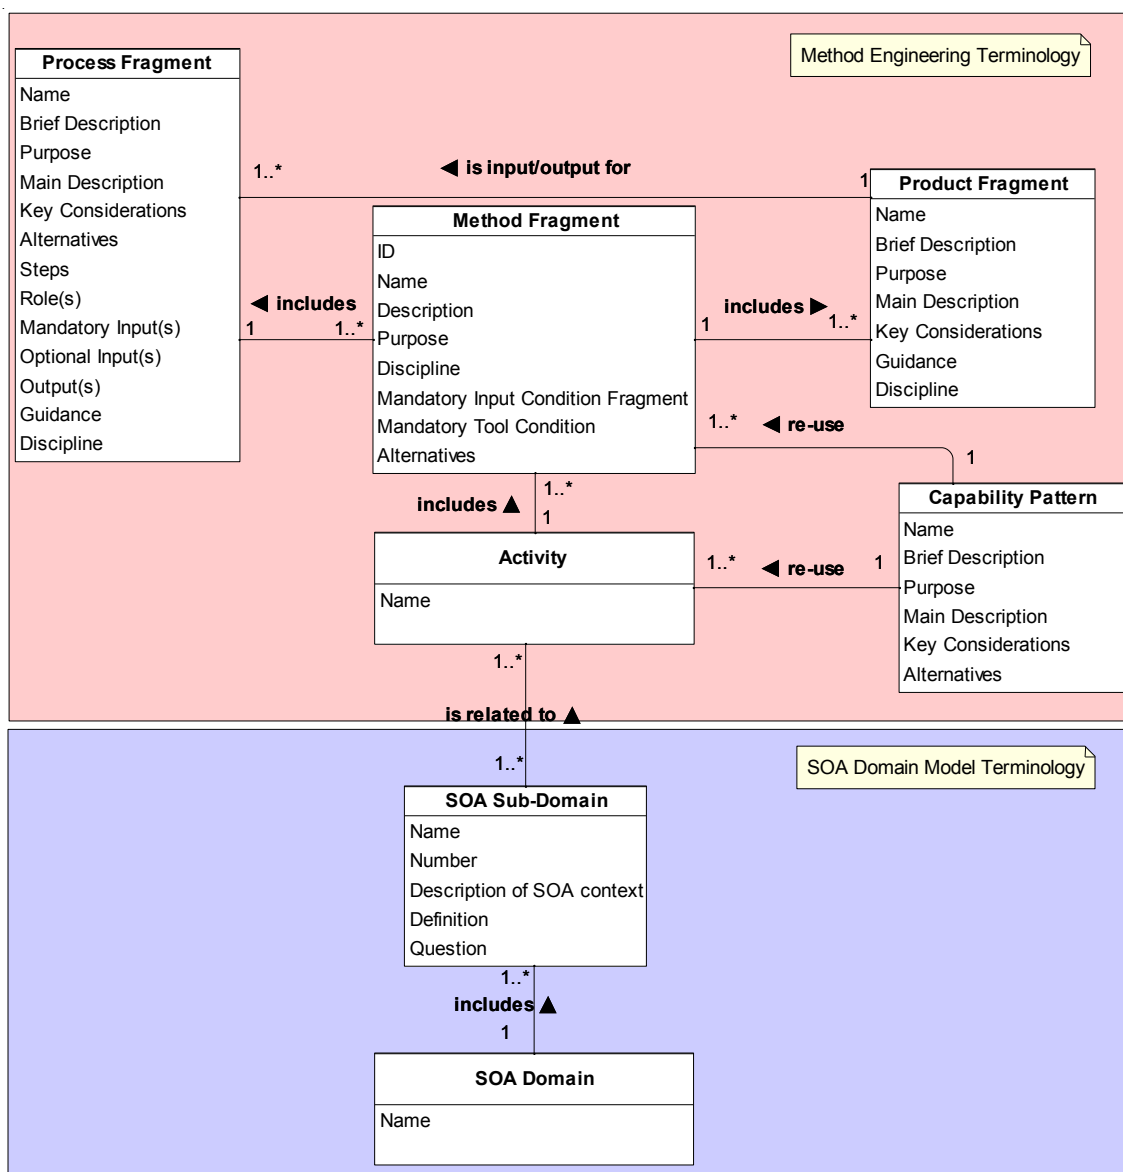 Method Engineering Terminology
Process Fragment
Name
Brief Description
Purpose
Main Description
Key Considerations
Alternatives
Steps
Role(s)
Mandatory Input(s)
Optional Input(s)
Output(s)
Guidance
Discipline
1..*
◄ is input/output for
1
Product Fragment
Name
Brief Description
Purpose
Main Description
Key Considerations
Guidance
Discipline
Method Fragment
ID
Name
Description
Purpose
Discipline
Mandatory Input Condition Fragment
Mandatory Tool Condition
Alternatives
◄ includes
1
1..*
includes ►
1
1..*
1..*
◄ re-use
1
Capability Pattern
Name
Brief Description
Purpose
Main Description
Key Considerations
Alternatives
1..*
includes ▲
1
Activity
Name
1..*
◄ re-use
1
1..*
is related to ▲
1..*
SOA Domain Model Terminology
SOA Sub-Domain
Name
Number
Description of SOA context
Definition
Question
1..*
includes ▲
1
SOA Domain
Name